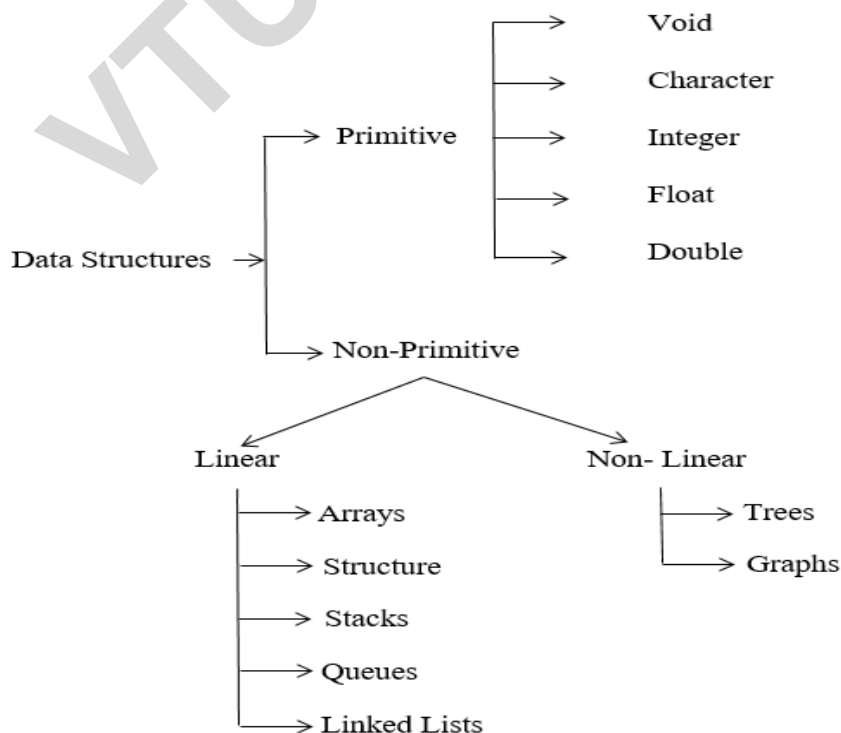 VTU
Void
Character
Primitive
Integer
Float
Data Structures
Double
Non-Primitive
Linear
Non- Linear
Arrays
Trees
Structure
Graphs
Stacks
Queues
Linked Lists